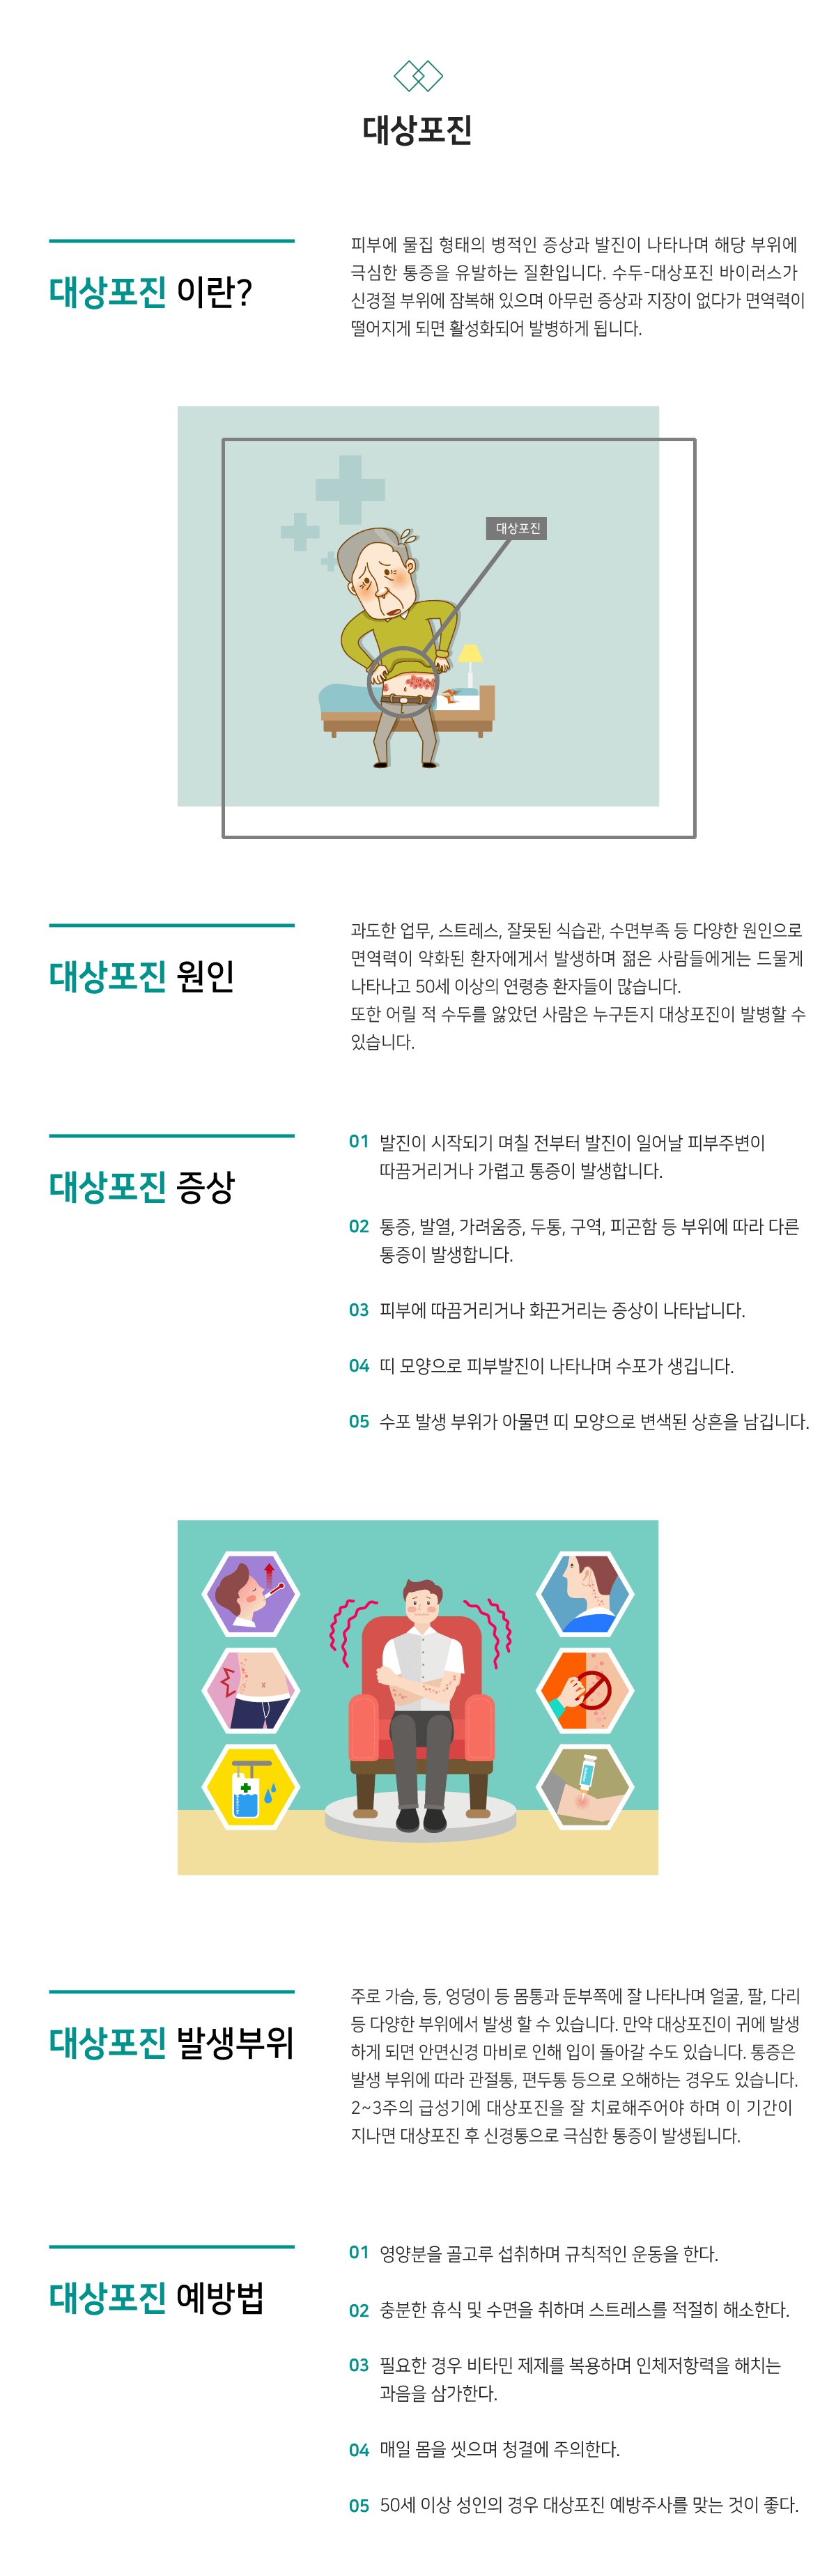 대상포진
대상포진 이란?
피부에 물집 형태의 병적인 증상과 발진이 나타나며 해당 부위에
극심한 통증을 유발하는 질환입니다. 수두-대상포진 바이러스가
신경절 부위에 잠복해 있으며 아무런 증상과 지장이 없다가 면역력이
떨어지게 되면 활성화되어 발병하게 됩니다.
대상포진
대상포진 원인
과도한 업무, 스트레스, 잘못된 식습관, 수면부족 등 다양한 원인으로
면역력이 약화된 환자에게서 발생하며 젊은 사람들에게는 드물게
나타나고 50세 이상의 연령층 환자들이 많습니다.
또한 어릴 적 수두를 앓았던 사람은 누구든지 대상포진이 발병할 수
있습니다.
대상포진 증상
01 발진이 시작되기 며칠 전부터 발진이 일어날 피부주변이
따끔거리거나 가렵고 통증이 발생합니다.
02 통증, 발열, 가려움증, 두통, 구역, 피곤함 등 부위에 따라 다른
통증이 발생합니다.
03 피부에 따끔거리거나 화끈거리는 증상이 나타납니다.
04 띠 모양으로 피부발진이 나타나며 수포가 생깁니다.
05 수포 발생 부위가 아물면 띠 모양으로 변색된 상흔을 남깁니다.
대상포진 발생부위
주로 가슴, 등, 엉덩이 등 몸통과 둔부쪽에 잘 나타나며 얼굴, 팔, 다리
등 다양한 부위에서 발생 할 수 있습니다. 만약 대상포진이 귀에 발생
하게 되면 안면신경 마비로 인해 입이 돌아갈 수도 있습니다. 통증은
발생 부위에 따라 관절통, 편두통 등으로 오해하는 경우도 있습니다.
2~3주의 급성기에 대상포진을 잘 치료해주어야 하며 이 기간이
지나면 대상포진 후 신경통으로 극심한 통증이 발생됩니다.
대상포진 예방법
01 영양분을 골고루 섭취하며 규칙적인 운동을 한다.
02 충분한 휴식 및 수면을 취하며 스트레스를 적절히 해소한다.
03 필요한 경우 비타민 제제를 복용하며 인체저항력을 해치는
과음을 삼가한다.
04 매일 몸을 씻으며 청결에 주의한다.
05 50세 이상 성인의 경우 대상포진 예방주사를 맞는 것이 좋다.